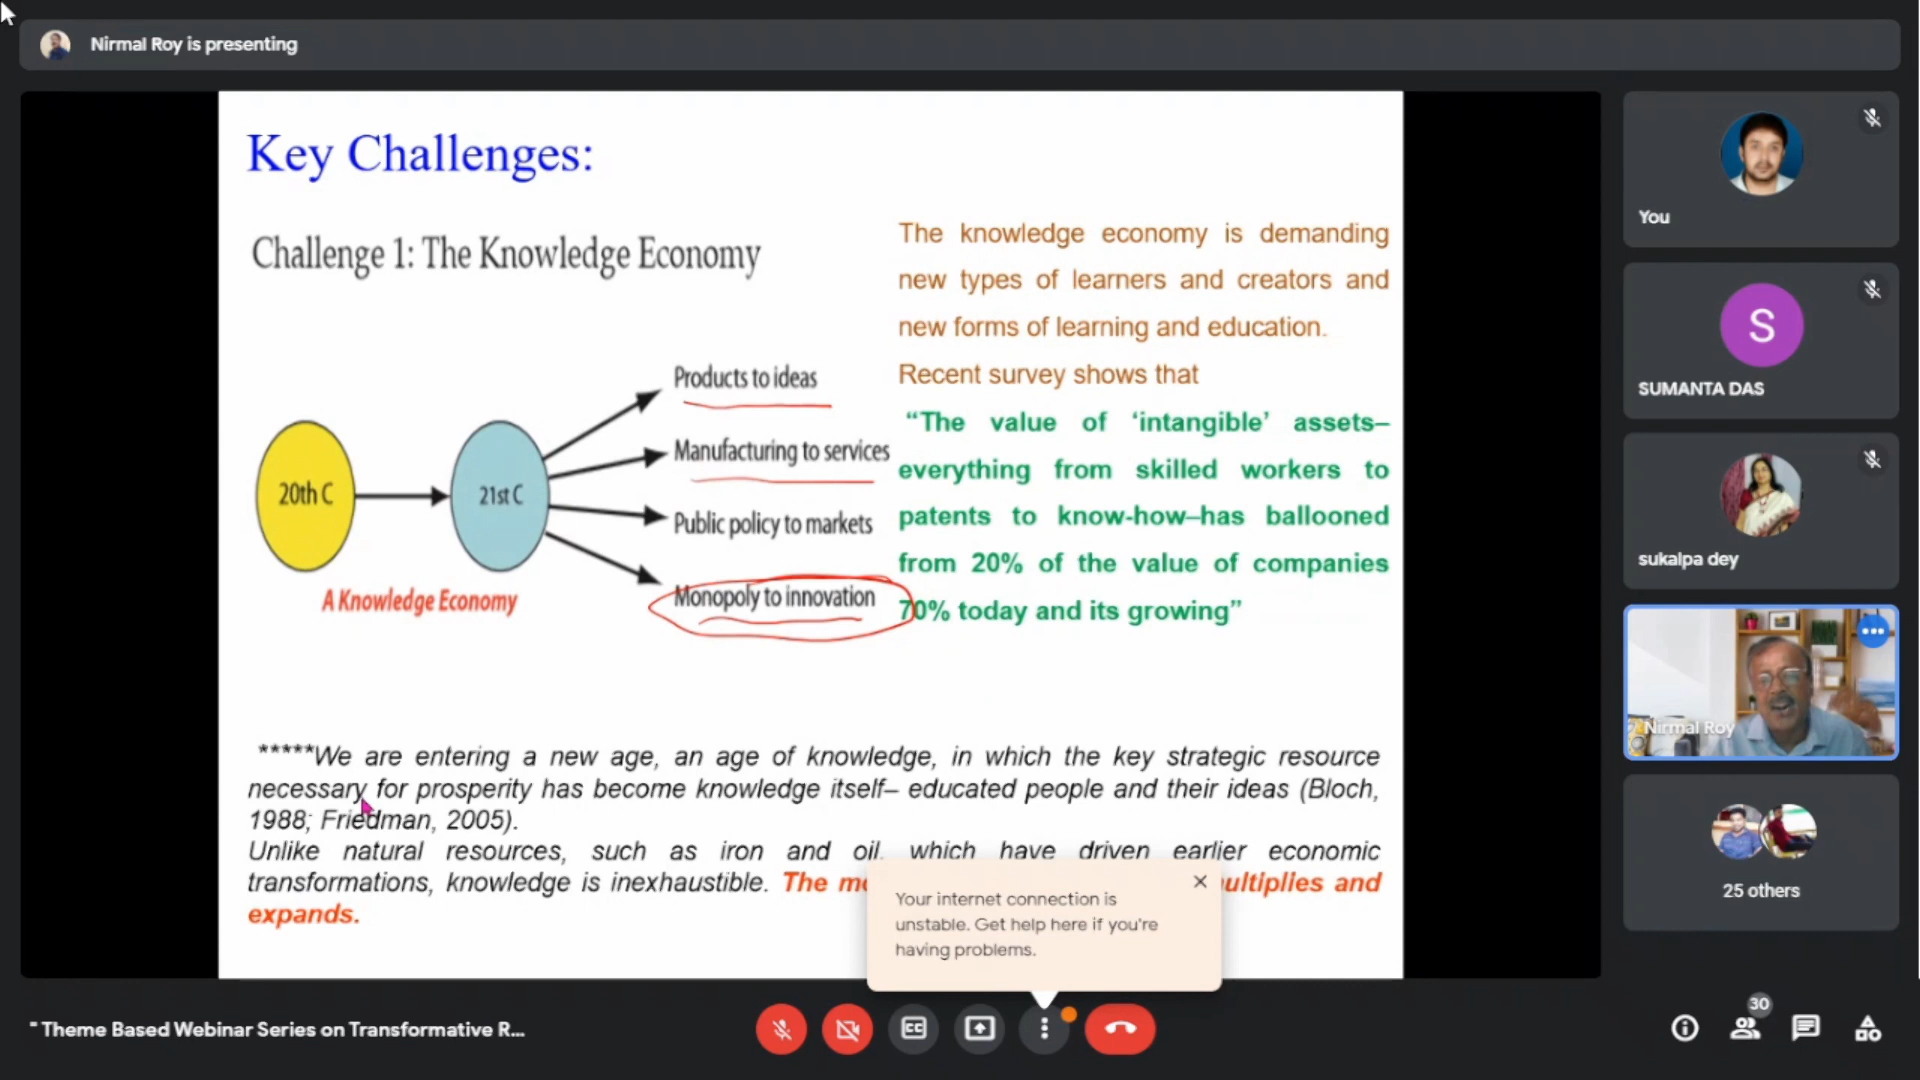 Nirmal Roy is presenting
Key Challenges:
Challenge 1: The Knowledge Economy
20th C
21st C
A Knowledge Economy
Products to ideas
Manufacturing to services
Public policy to markets
Monopoly to innovation
The knowledge economy is demanding
new types of learners and creators and
new forms of learning and education.
Recent survey shows that
“The value of ‘intangible’ assets–
everything from skilled workers to
patents to know-how–has ballooned
from 20% of the value of companies
70% today and its growing”
*****We are entering a new age, an age of knowledge, in which the key strategic resource
necessary for prosperity has become knowledge itself– educated people and their ideas (Bloch,
1988; Friedman, 2005).
Unlike natural resources, such as iron and oil, which have driven earlier economic
transformations, knowledge is inexhaustible. The multiplies and
expands.
Your internet connection is
unstable. Get help here if you're
having problems.
You
SUMANTA DAS
S
sukalpa dey
Nirmal Roy
25 others
" Theme Based Webinar Series on Transformative R...
CC
30